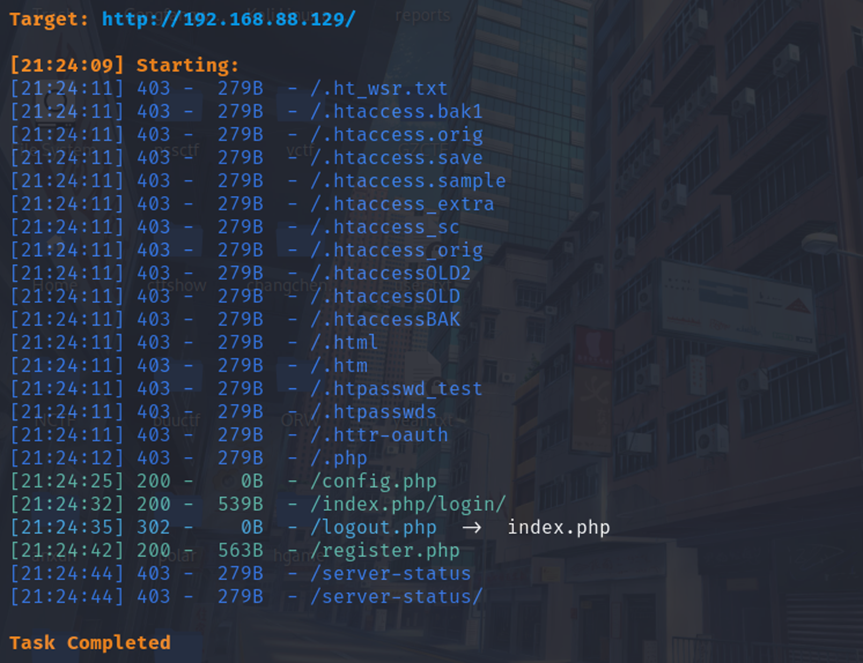 Target: http://192.168.88.129/
[21:24:09] Starting:
[21:24:11] 403 -  279B  - /.ht_wsr.txt
[21:24:11] 403 -  279B  - /.htaccess.bak1
[21:24:11] 403 -  279B  - /.htaccess.orig
[21:24:11] 403 -  279B  - /.htaccess.save
[21:24:11] 403 -  279B  - /.htaccess.sample
[21:24:11] 403 -  279B  - /.htaccess_extra
[21:24:11] 403 -  279B  - /.htaccess_sc
[21:24:11] 403 -  279B  - /.htaccess_orig
[21:24:11] 403 -  279B  - /.htaccessOLD2
[21:24:11] 403 -  279B  - /.htaccessOLD
[21:24:11] 403 -  279B  - /.htaccessBAK
[21:24:11] 403 -  279B  - /.html
[21:24:11] 403 -  279B  - /.htm
[21:24:11] 403 -  279B  - /.htpasswd_test
[21:24:11] 403 -  279B  - /.htpasswds
[21:24:11] 403 -  279B  - /.httr-oauth
[21:24:12] 403 -  279B  - /.php
[21:24:25] 200 -    0B  - /config.php
[21:24:32] 200 -  539B  - /index.php/login/
[21:24:35] 302 -    0B  - /logout.php  →  index.php
[21:24:42] 200 -  563B  - /register.php
[21:24:44] 403 -  279B  - /server-status
[21:24:44] 403 -  279B  - /server-status/
Task Completed
reports